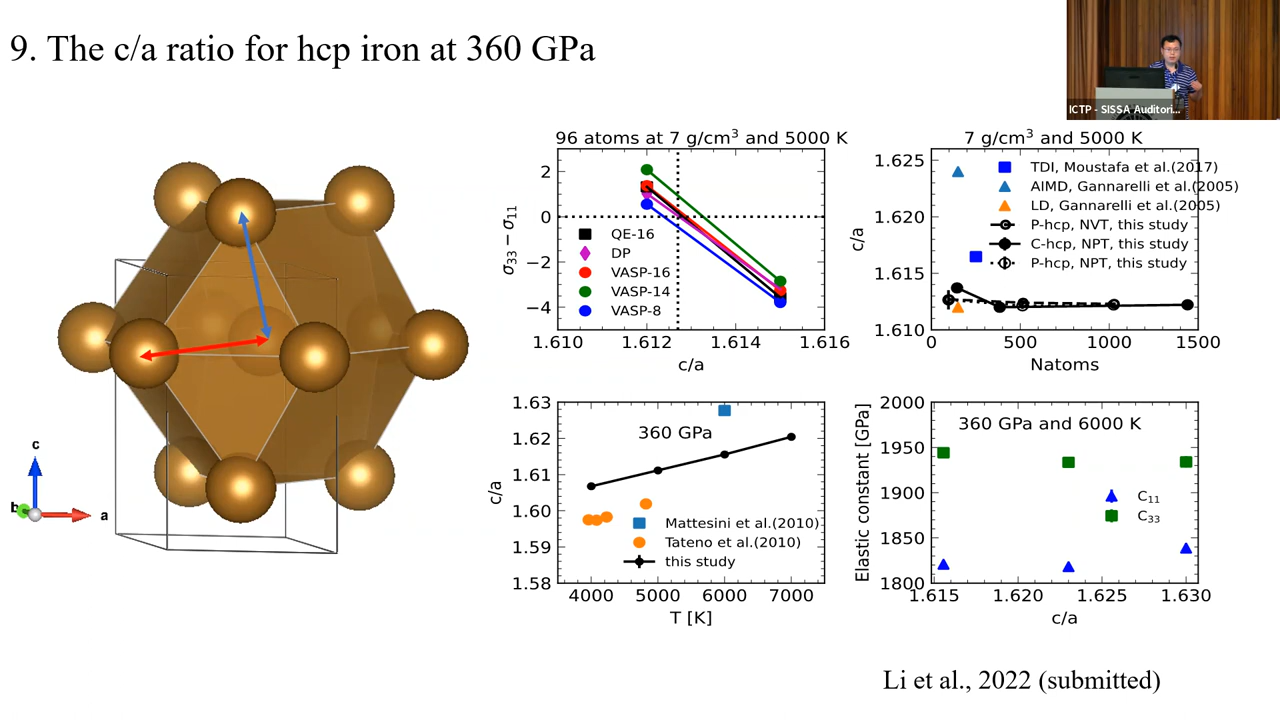 9. The c/a ratio for hcp iron at 360 GPa
ICTP - SISSA Auditori...
c
b
a
96 atoms at 7 g/cm³ and 5000 K
σ₃₃ − σ₁₁
2
0
−2
−4
QE-16
DP
VASP-16
VASP-14
VASP-8
1.610
1.612
1.614
1.616
c/a
7 g/cm³ and 5000 K
c/a
1.625
1.620
1.615
1.610
TDI, Moustafa et al.(2017)
AIMD, Gannarelli et al.(2005)
LD, Gannarelli et al.(2005)
P-hcp, NVT, this study
C-hcp, NPT, this study
P-hcp, NPT, this study
0
500
1000
1500
Natoms
c/a
1.63
1.62
1.61
1.60
1.59
1.58
360 GPa
Mattesini et al.(2010)
Tateno et al.(2010)
this study
4000
5000
6000
7000
T [K]
Elastic constant [GPa]
2000
1950
1900
1850
1800
360 GPa and 6000 K
C₁₁
C₃₃
1.615
1.620
1.625
1.630
c/a
Li et al., 2022 (submitted)